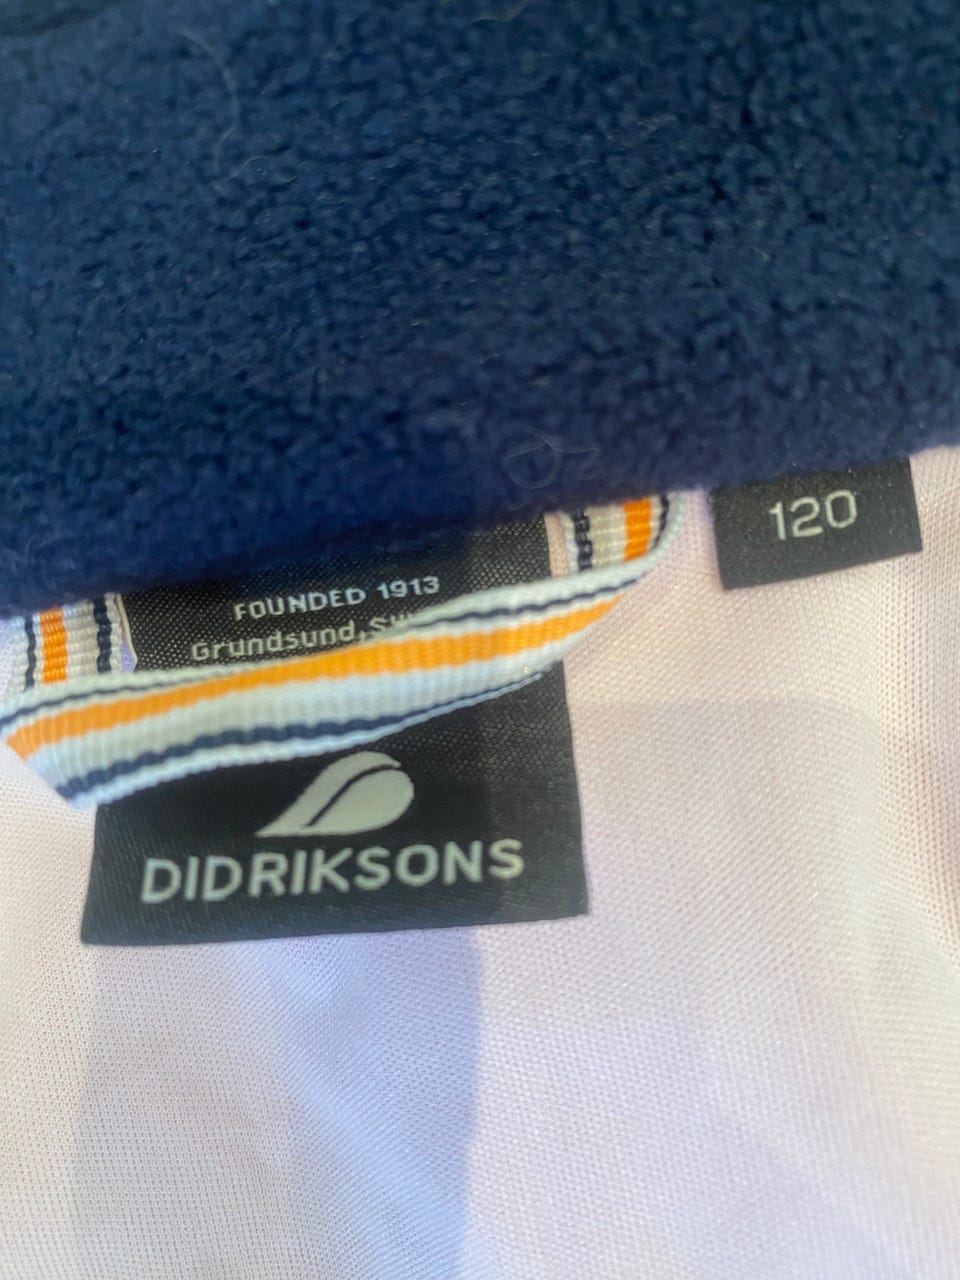 120
FOUNDED 1913
Grundsund,
DIDRIKSONS